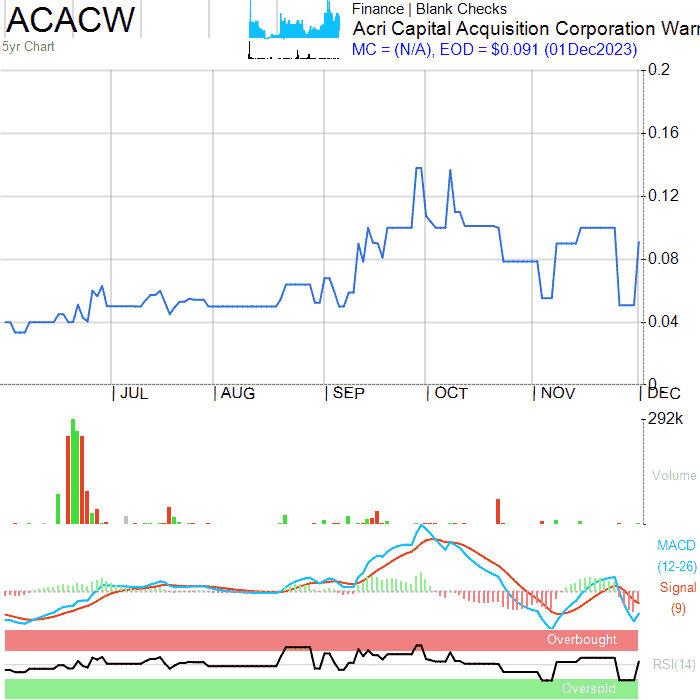 ACACW
5yr Chart
Finance | Blank Checks
Acri Capital Acquisition Corporation Warr
MC = (N/A), EOD = $0.091 (01Dec2023)
0.2
0.16
0.12
0.08
0.04
0
JUL AUG SEP OCT NOV DEC
292k
Volume
MACD
(12-26)
Signal
(9)
Overbought
RSI(14)
Oversold